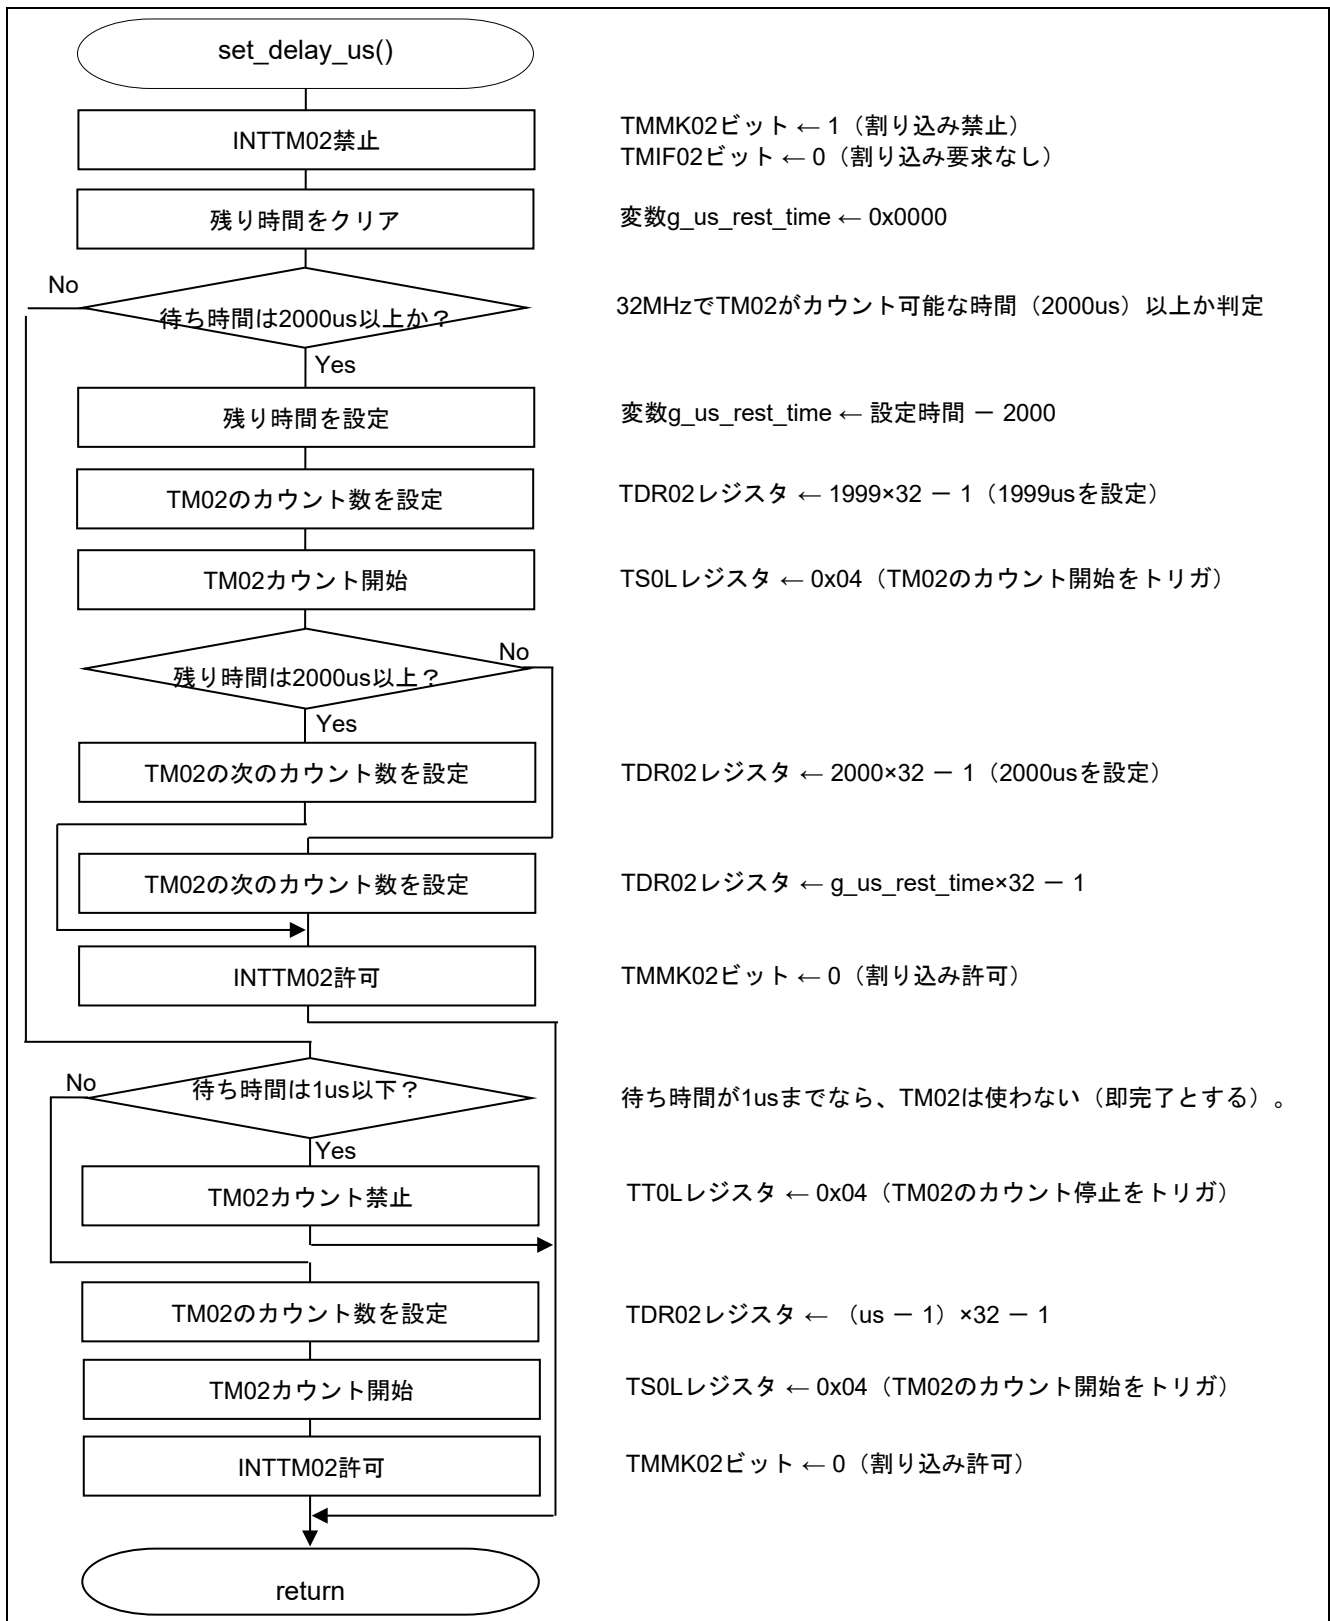 set_delay_us()
INTTM02禁止
TMMK02ビット ← 1（割り込み禁止）
TMIF02ビット ← 0（割り込み要求なし）
残り時間をクリア
変数g_us_rest_time ← 0x0000
No
待ち時間は2000us以上か？
32MHzでTM02がカウント可能な時間（2000us）以上か判定
Yes
残り時間を設定
変数g_us_rest_time ← 設定時間 － 2000
TM02のカウント数を設定
TDR02レジスタ ← 1999×32 － 1（1999usを設定）
TM02カウント開始
TS0Lレジスタ ← 0x04（TM02のカウント開始をトリガ）
No
残り時間は2000us以上？
Yes
TM02の次のカウント数を設定
TDR02レジスタ ← 2000×32 － 1（2000usを設定）
TM02の次のカウント数を設定
TDR02レジスタ ← g_us_rest_time×32 － 1
INTTM02許可
TMMK02ビット ← 0（割り込み許可）
No
待ち時間は1us以下？
待ち時間が1usまでなら、TM02は使わない（即完了とする）。
Yes
TM02カウント禁止
TT0Lレジスタ ← 0x04（TM02のカウント停止をトリガ）
TM02のカウント数を設定
TDR02レジスタ ← （us － 1）×32 － 1
TM02カウント開始
TS0Lレジスタ ← 0x04（TM02のカウント開始をトリガ）
INTTM02許可
TMMK02ビット ← 0（割り込み許可）
return